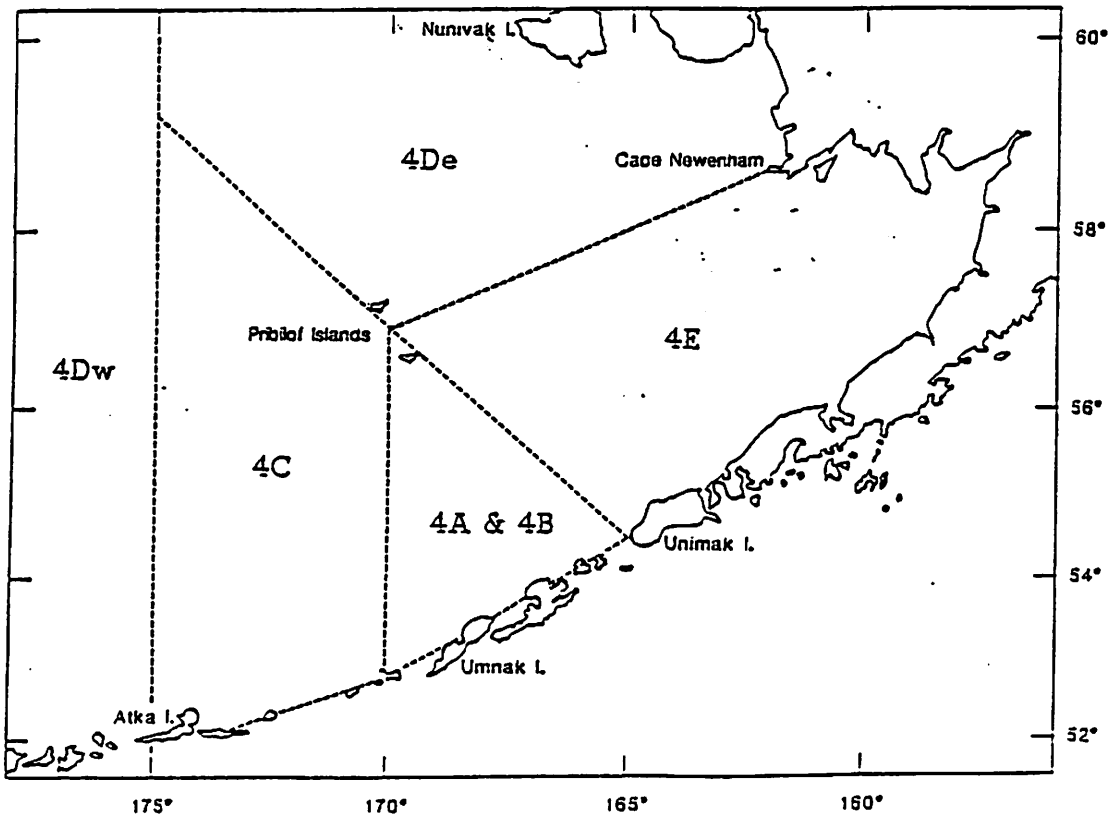 Nunivak I.
60°
4De
Cape Newenham
58°
Pribilof Islands
4E
4Dw
56°
4C
4A & 4B
Unimak I.
54°
Umnak I.
Atka I.
52°
175°
170°
165°
160°